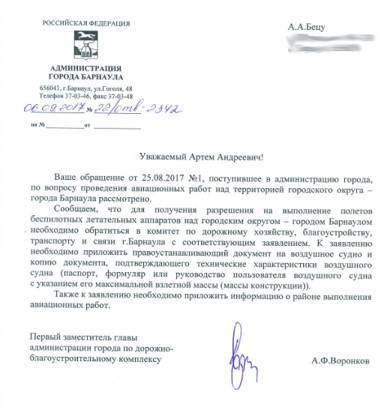 РОССИЙСКАЯ ФЕДЕРАЦИЯ
А.А.Бецу
АДМИНИСТРАЦИЯ
ГОРОДА БАРНАУЛА
656043, г.Барнаул, ул.Гоголя, 48
Телефон 37-03-46, факс 37-03-48
06.09.2017 № 22/отв-2342
на №            от
Уважаемый Артем Андреевич!
Ваше обращение от 25.08.2017 №1, поступившее в администрацию города,
по вопросу проведения авиационных работ над территорией городского округа –
города Барнаула рассмотрено.
Сообщаем, что для получения разрешения на выполнение полетов
беспилотных летательных аппаратов над городским округом – городом Барнаулом
необходимо обратиться в комитет по дорожному хозяйству, благоустройству,
транспорту и связи г.Барнаула с соответствующим заявлением. К заявлению
необходимо приложить правоустанавливающий документ на воздушное судно и
копию документа, подтверждающего технические характеристики воздушного
судна (паспорт, формуляр или руководство пользователя воздушного судна
с указанием его максимальной взлетной массы (массы конструкции)).
Также к заявлению необходимо приложить информацию о районе выполнения
авиационных работ.
Первый заместитель главы
администрации города по дорожно-
благоустроительному комплексу
А.Ф.Воронков